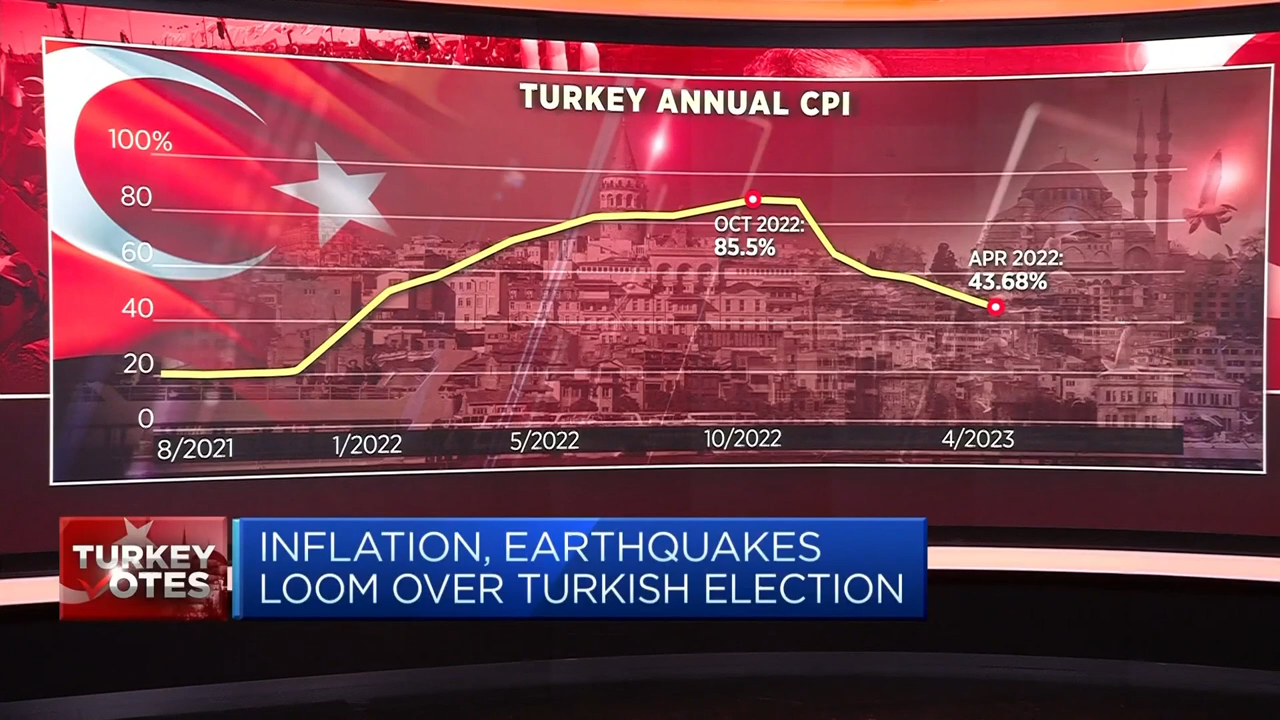 TURKEY ANNUAL CPI
100%
80
60
40
20
0
OCT 2022:
85.5%
APR 2022:
43.68%
8/2021
1/2022
5/2022
10/2022
4/2023
TURKEY
OTES
INFLATION, EARTHQUAKES
LOOM OVER TURKISH ELECTION